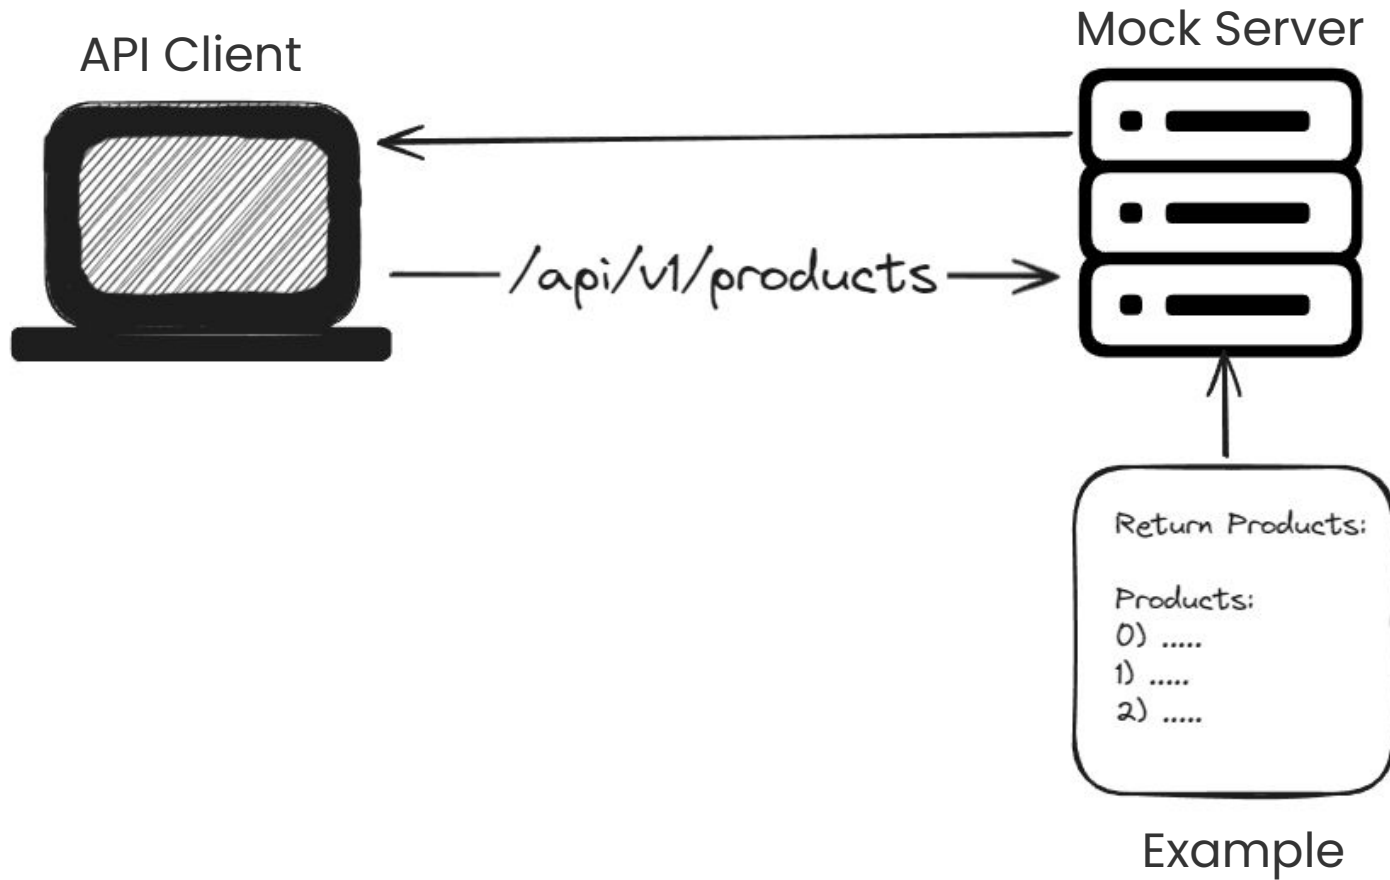 API Client
Mock Server
/api/v1/products
Return Products:
Products:
0) .....
1) .....
2) .....
Example